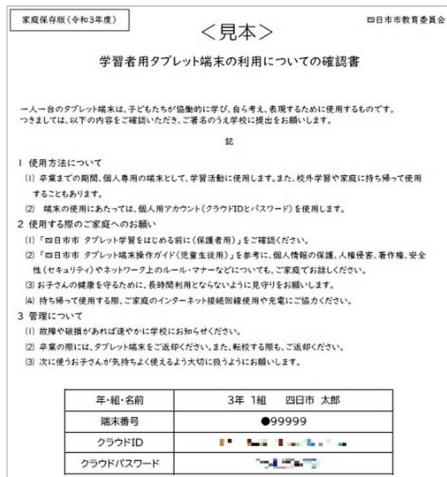 家庭保存版(令和3年度)
四日市市教育委員会
<見本>
学習者用タブレット端末の利用についての確認書
一人一台のタブレット端末は、子どもたちが協働的に学び、自ら考え、表現するために使用するものです。
つきましては、以下の内容をご確認いただき、ご署名のうえ学校に提出をお願いします。
記
1 使用方法について
(1) 卒業までの期間、個人専用の端末として、学習活動に使用します。また、校外学習や家庭に持ち帰って使用
することもあります。
(2) 端末の使用にあたっては、個人用アカウント(クラウドIDとパスワード)を使用します。
2 使用する際のご家庭へのお願い
(1) 「四日市市 タブレット学習をはじめる前に(保護者用)」をご確認ください。
(2) 「四日市市 タブレット端末操作ガイド(児童生徒用)」を参考に、個人情報の保護、人権侵害、著作権、安全
性(セキュリティ)やネットワーク上のルール・マナーなどについても、ご家庭でお話しください。
(3) お子さんの健康を守るために、長時間利用とならないように見守りをお願いします。
(4) 持ち帰って使用する際、ご家庭のインターネット接続回線使用や充電にご協力ください。
3 管理について
(1) 故障や破損があれば速やかに学校にお知らせください。
(2) 卒業の際には、タブレット端末をご返却ください。また、転校する際も、ご返却ください。
(3) 次に使うお子さんが気持ちよく使えるよう大切に扱うようにお願いします。
年・組・名前 3年 1組 四日市 太郎
端末番号 ●99999
クラウドID
クラウドパスワード